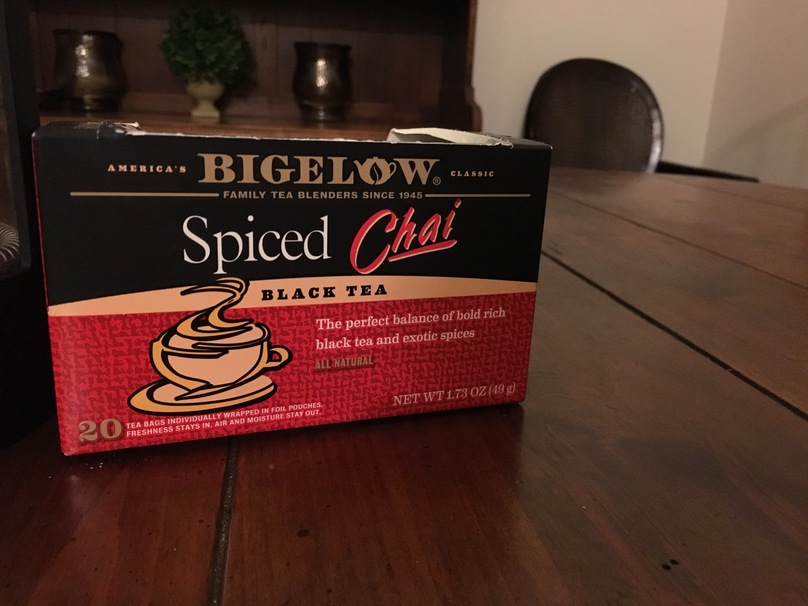 AMERICA'S BIGELOW® CLASSIC
FAMILY TEA BLENDERS SINCE 1945
Spiced Chai
BLACK TEA
The perfect balance of bold rich
black tea and exotic spices
ALL NATURAL
NET WT 1.73 OZ (49 g)
20 TEA BAGS INDIVIDUALLY WRAPPED IN FOIL POUCHES.
FRESHNESS STAYS IN. AIR AND MOISTURE STAY OUT.